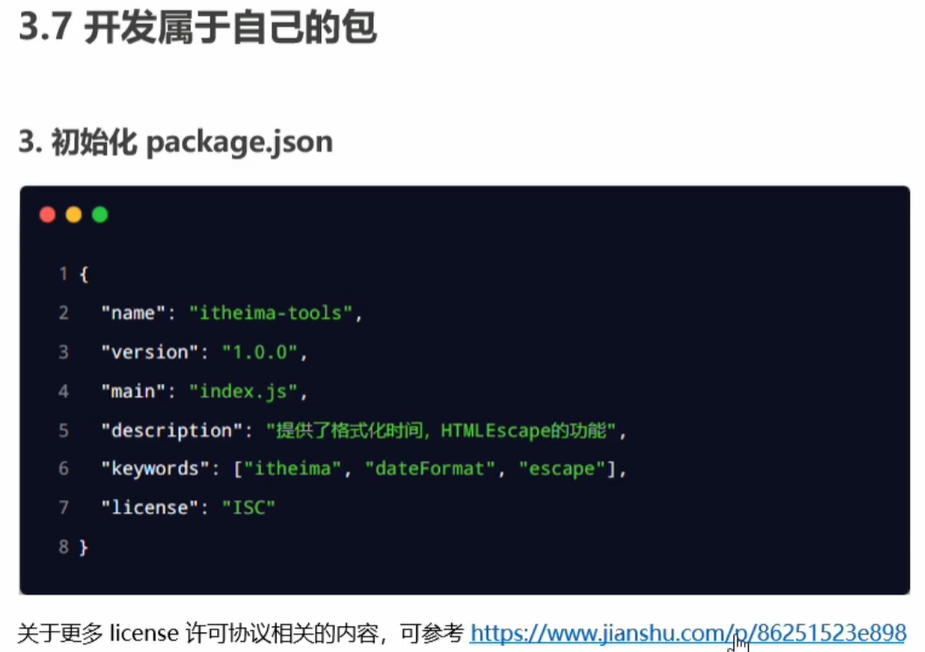 3.7 开发属于自己的包
3. 初始化 package.json
1 {
2 "name": "itheima-tools",
3 "version": "1.0.0",
4 "main": "index.js",
5 "description": "提供了格式化时间，HTMLEscape的功能",
6 "keywords": ["itheima", "dateFormat", "escape"],
7 "license": "ISC"
8 }
关于更多 license 许可协议相关的内容，可参考 https://www.jianshu.com/p/86251523e898